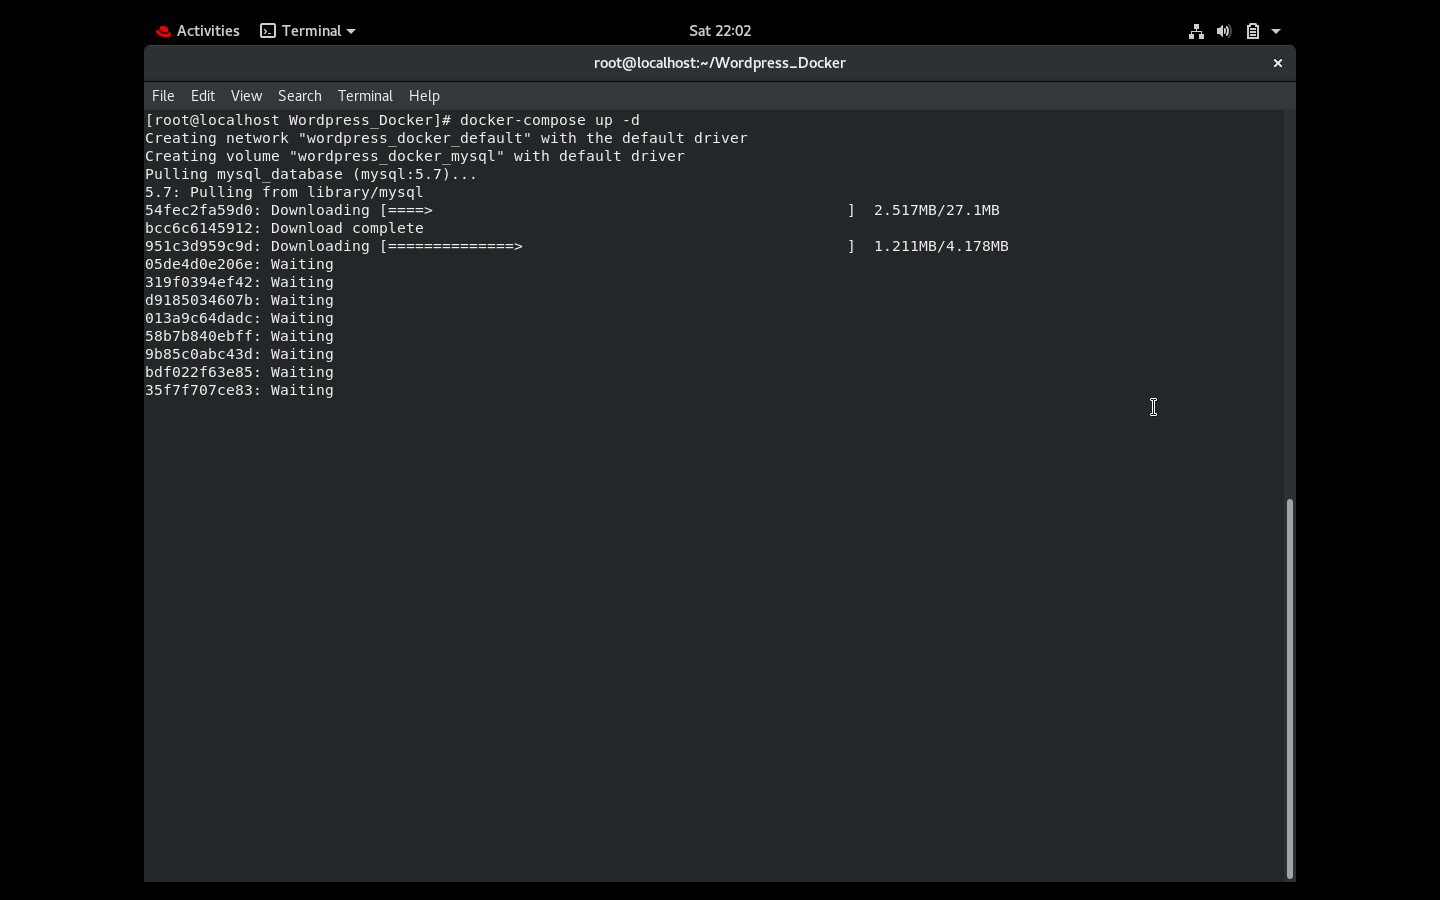 Activities Terminal Sat 22:02
root@localhost:~/Wordpress_Docker ×
File Edit View Search Terminal Help
[root@localhost Wordpress_Docker]# docker-compose up -d
Creating network "wordpress_docker_default" with the default driver
Creating volume "wordpress_docker_mysql" with default driver
Pulling mysql_database (mysql:5.7)...
5.7: Pulling from library/mysql
54fec2fa59d0: Downloading [====>                                              ]  2.517MB/27.1MB
bcc6c6145912: Download complete
951c3d959c9d: Downloading [==============>                                    ]  1.211MB/4.178MB
05de4d0e206e: Waiting
319f0394ef42: Waiting
d9185034607b: Waiting
013a9c64dadc: Waiting
58b7b840ebff: Waiting
9b85c0abc43d: Waiting
bdf022f63e85: Waiting
35f7f707ce83: Waiting